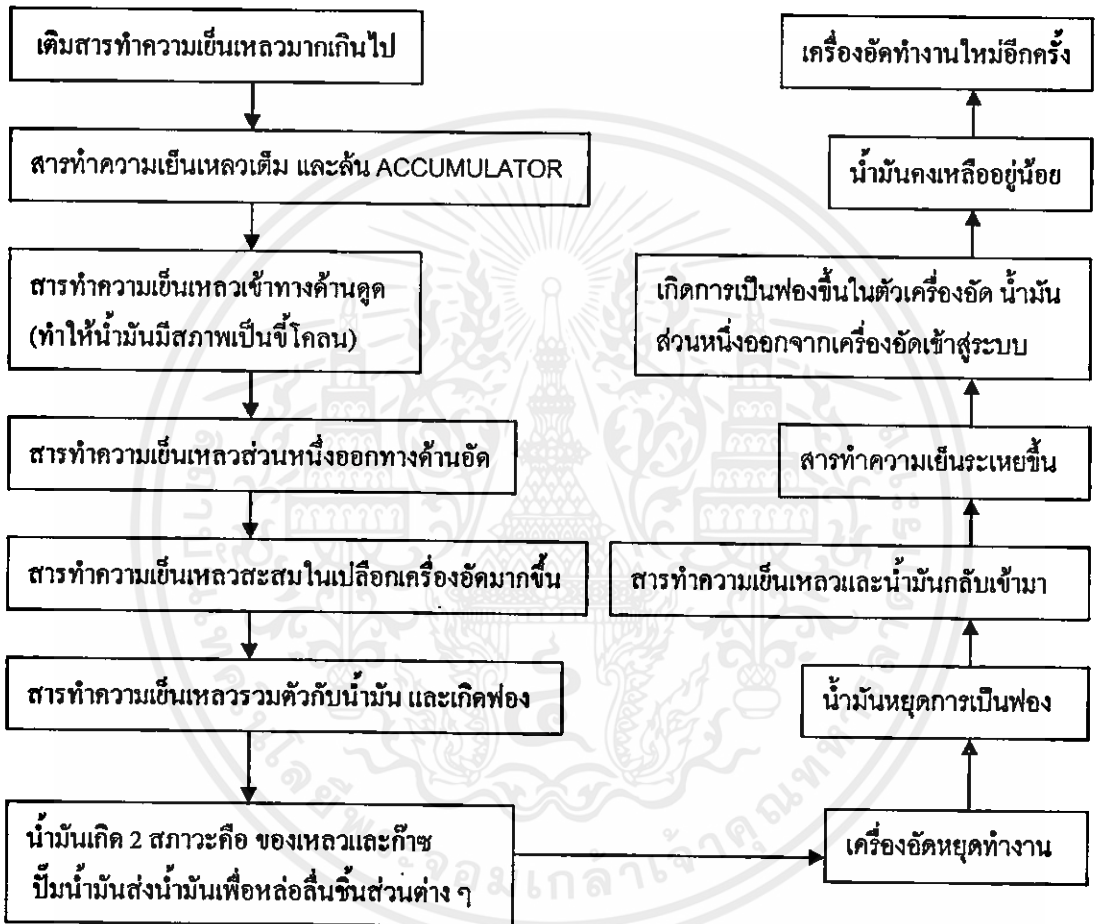 เติมสารทำความเย็นเหลวมากเกินไป
สารทำความเย็นเหลวเต็ม และล้น ACCUMULATOR
สารทำความเย็นเหลวเข้าทางด้านดูด
(ทำให้น้ำมันมีสภาพเป็นขี้โคลน)
สารทำความเย็นเหลวส่วนหนึ่งออกทางด้านอัด
สารทำความเย็นเหลวสะสมในเปลือกเครื่องอัดมากขึ้น
สารทำความเย็นเหลวรวมตัวกับน้ำมัน และเกิดฟอง
น้ำมันเกิด 2 สภาวะคือ ของเหลวและก๊าซ
ปั๊มน้ำมันส่งน้ำมันเพื่อหล่อลื่นชิ้นส่วนต่าง ๆ
เครื่องอัดหยุดทำงาน
น้ำมันหยุดการเป็นฟอง
สารทำความเย็นเหลวและน้ำมันกลับเข้ามา
สารทำความเย็นระเหยขึ้น
เกิดการเป็นฟองขึ้นในตัวเครื่องอัด น้ำมัน
ส่วนหนึ่งออกจากเครื่องอัดเข้าสู่ระบบ
น้ำมันคงเหลืออยู่น้อย
เครื่องอัดทำงานใหม่อีกครั้ง